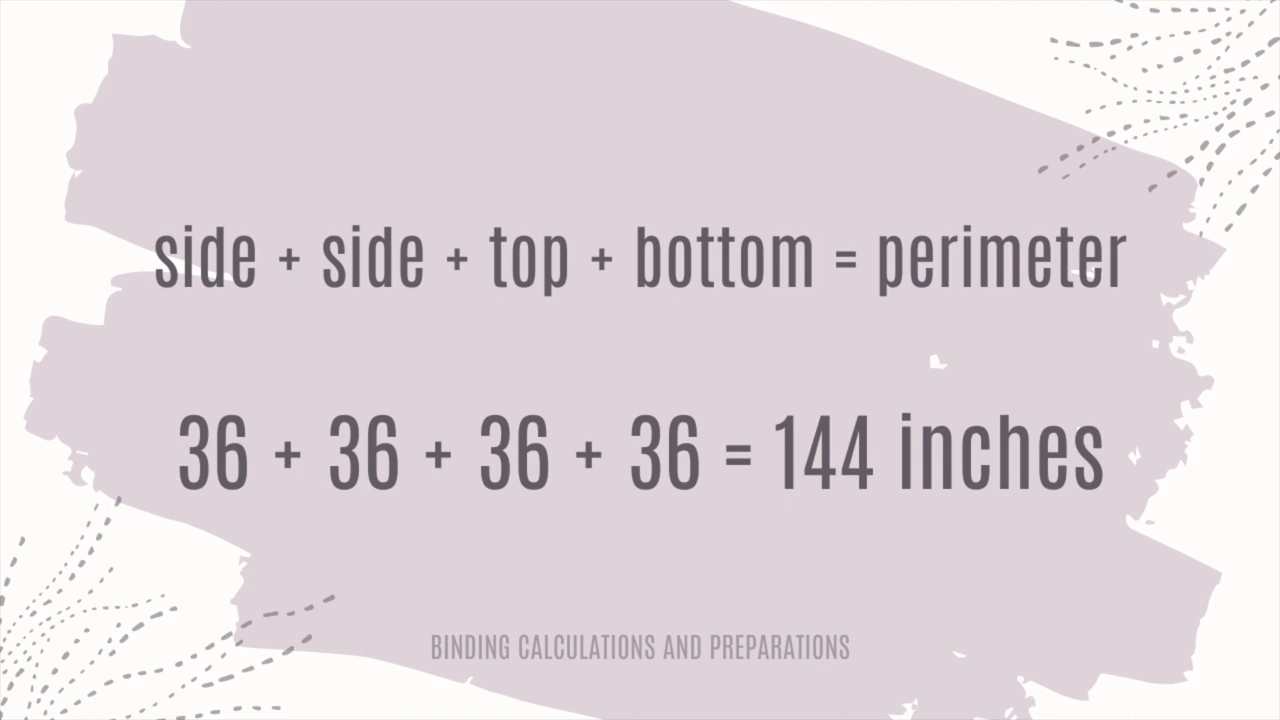 side + side + top + bottom = perimeter
36 + 36 + 36 + 36 = 144 inches
BINDING CALCULATIONS AND PREPARATIONS